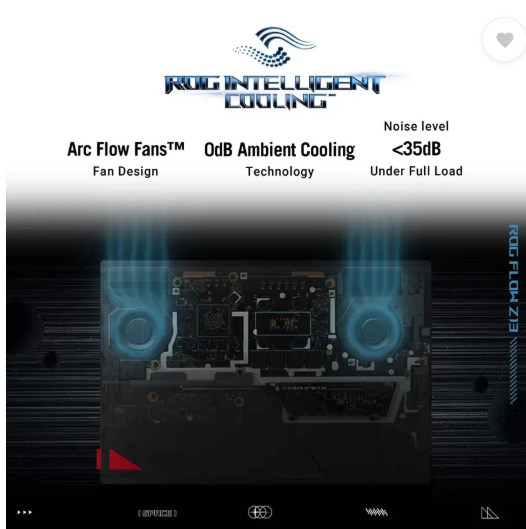 ROG INTELLIGENT
COOLING™
Noise level
Arc Flow Fans™ 0dB Ambient Cooling <35dB
Fan Design Technology Under Full Load
ROG FLOW Z13
[SPACE]